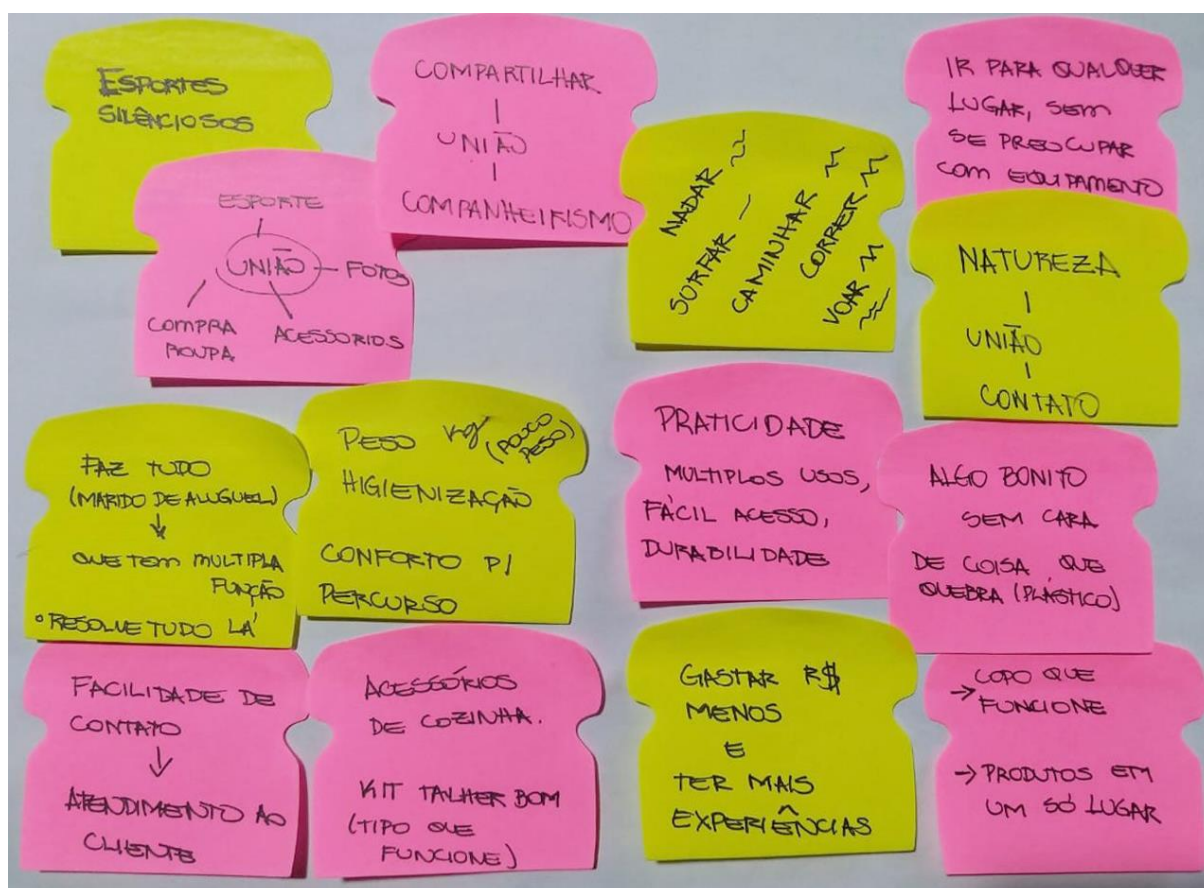 ESPORTES
SILÊNCIOSOS
COMPARTILHAR
UNIÃO
COMPANHEIRISMO
ESPORTE
UNIÃO — FOTOS
COMPRA
ROUPA
ACESSORIOS
NADAR
SURFAR —
CAMINHAR
CORRER
VOAR
IR PARA QUALQUER
LUGAR, SEM
SE PREOCUPAR
COM EQUIPAMENTO
NATUREZA
UNIÃO
CONTATO
FAZ TUDO
(MARIDO DE ALUGUEL)
↓
QUE TEM MULTIPLA
FUNÇÃO
• RESOLVE TUDO LÁ
PESO Kg (POUCO
PESO)
HIGIENIZAÇÃO
CONFORTO P/
PERCURSO
PRATICIDADE
MULTIPLOS USOS,
FÁCIL ACESSO,
DURABILIDADE
ALGO BONITO
SEM CARA
DE COISA QUE
QUEBRA (PLÁSTICO)
FACILIDADE DE
CONTATO
↓
ATENDIMENTO AO
CLIENTE
ACESSÓRIOS
DE COZINHA.
KIT TALHER BOM
(TIPO QUE
FUNCIONE)
GASTAR R$
MENOS
E
TER MAIS
EXPERIÊNCIAS
→ COPO QUE
FUNCIONE
→ PRODUTOS EM
UM SÓ LUGAR